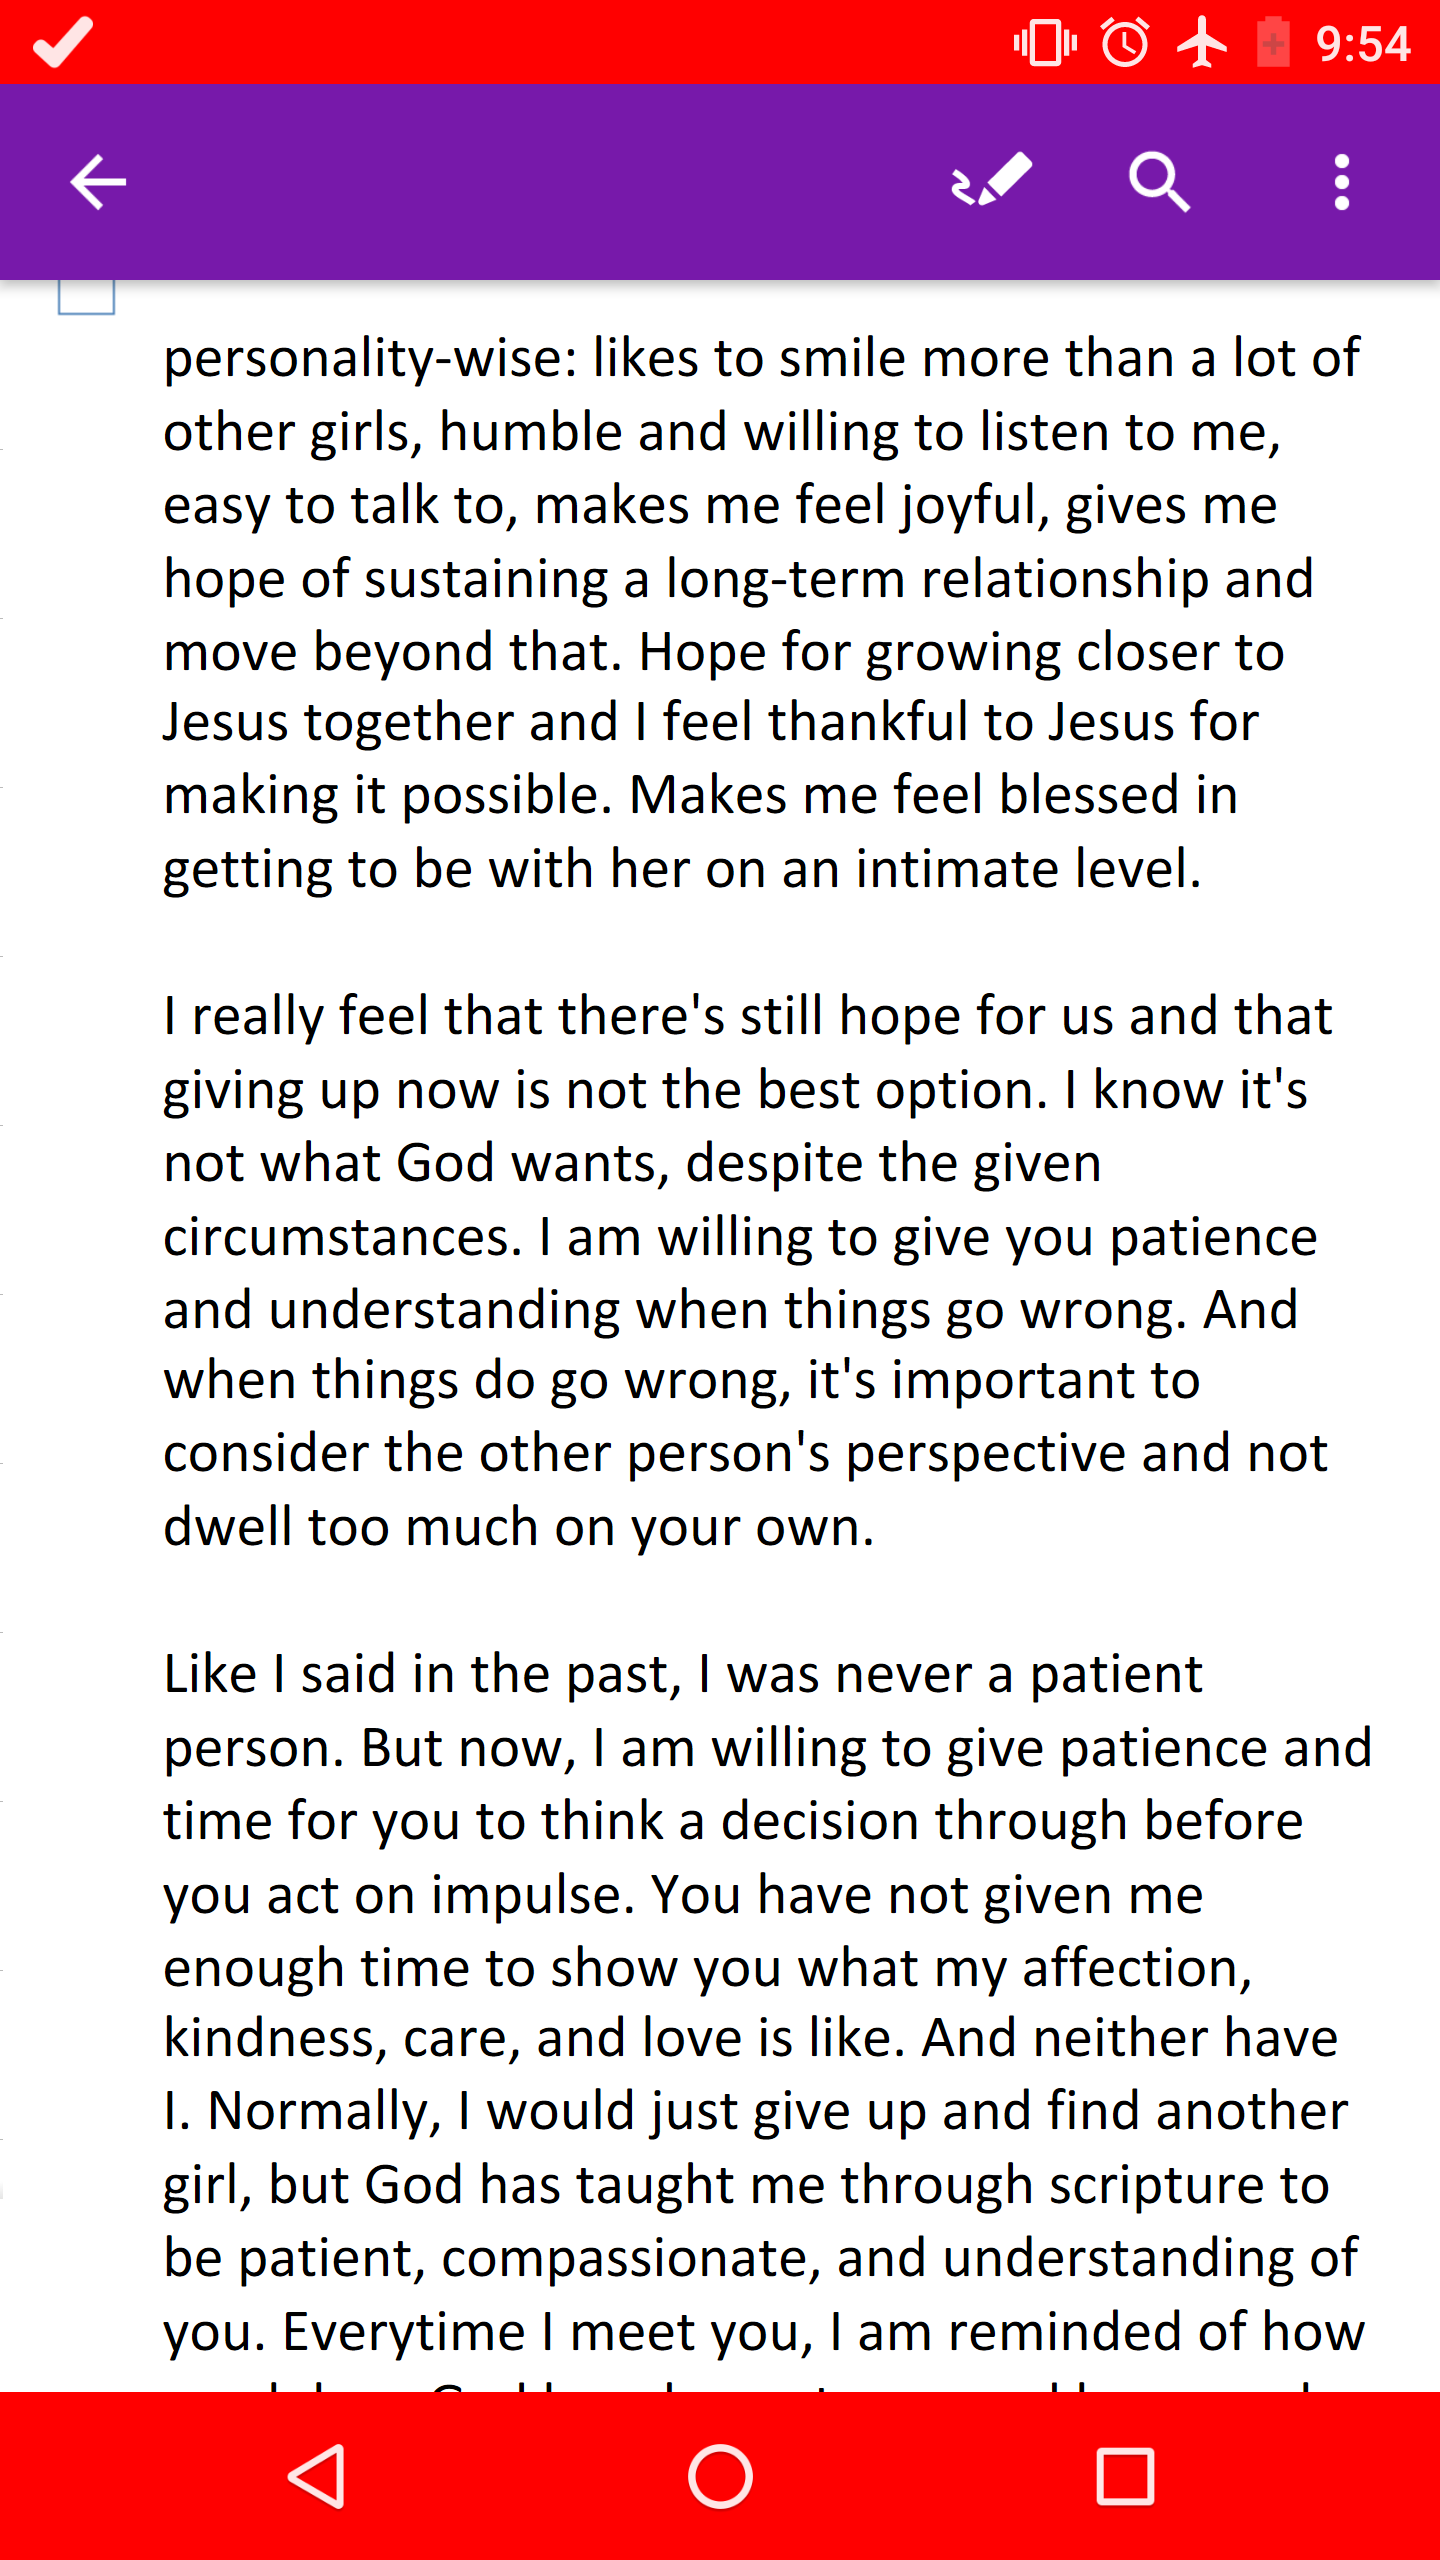 9:54
personality-wise: likes to smile more than a lot of
other girls, humble and willing to listen to me,
easy to talk to, makes me feel joyful, gives me
hope of sustaining a long-term relationship and
move beyond that. Hope for growing closer to
Jesus together and I feel thankful to Jesus for
making it possible. Makes me feel blessed in
getting to be with her on an intimate level.
I really feel that there's still hope for us and that
giving up now is not the best option. I know it's
not what God wants, despite the given
circumstances. I am willing to give you patience
and understanding when things go wrong. And
when things do go wrong, it's important to
consider the other person's perspective and not
dwell too much on your own.
Like I said in the past, I was never a patient
person. But now, I am willing to give patience and
time for you to think a decision through before
you act on impulse. You have not given me
enough time to show you what my affection,
kindness, care, and love is like. And neither have
I. Normally, I would just give up and find another
girl, but God has taught me through scripture to
be patient, compassionate, and understanding of
you. Everytime I meet you, I am reminded of how